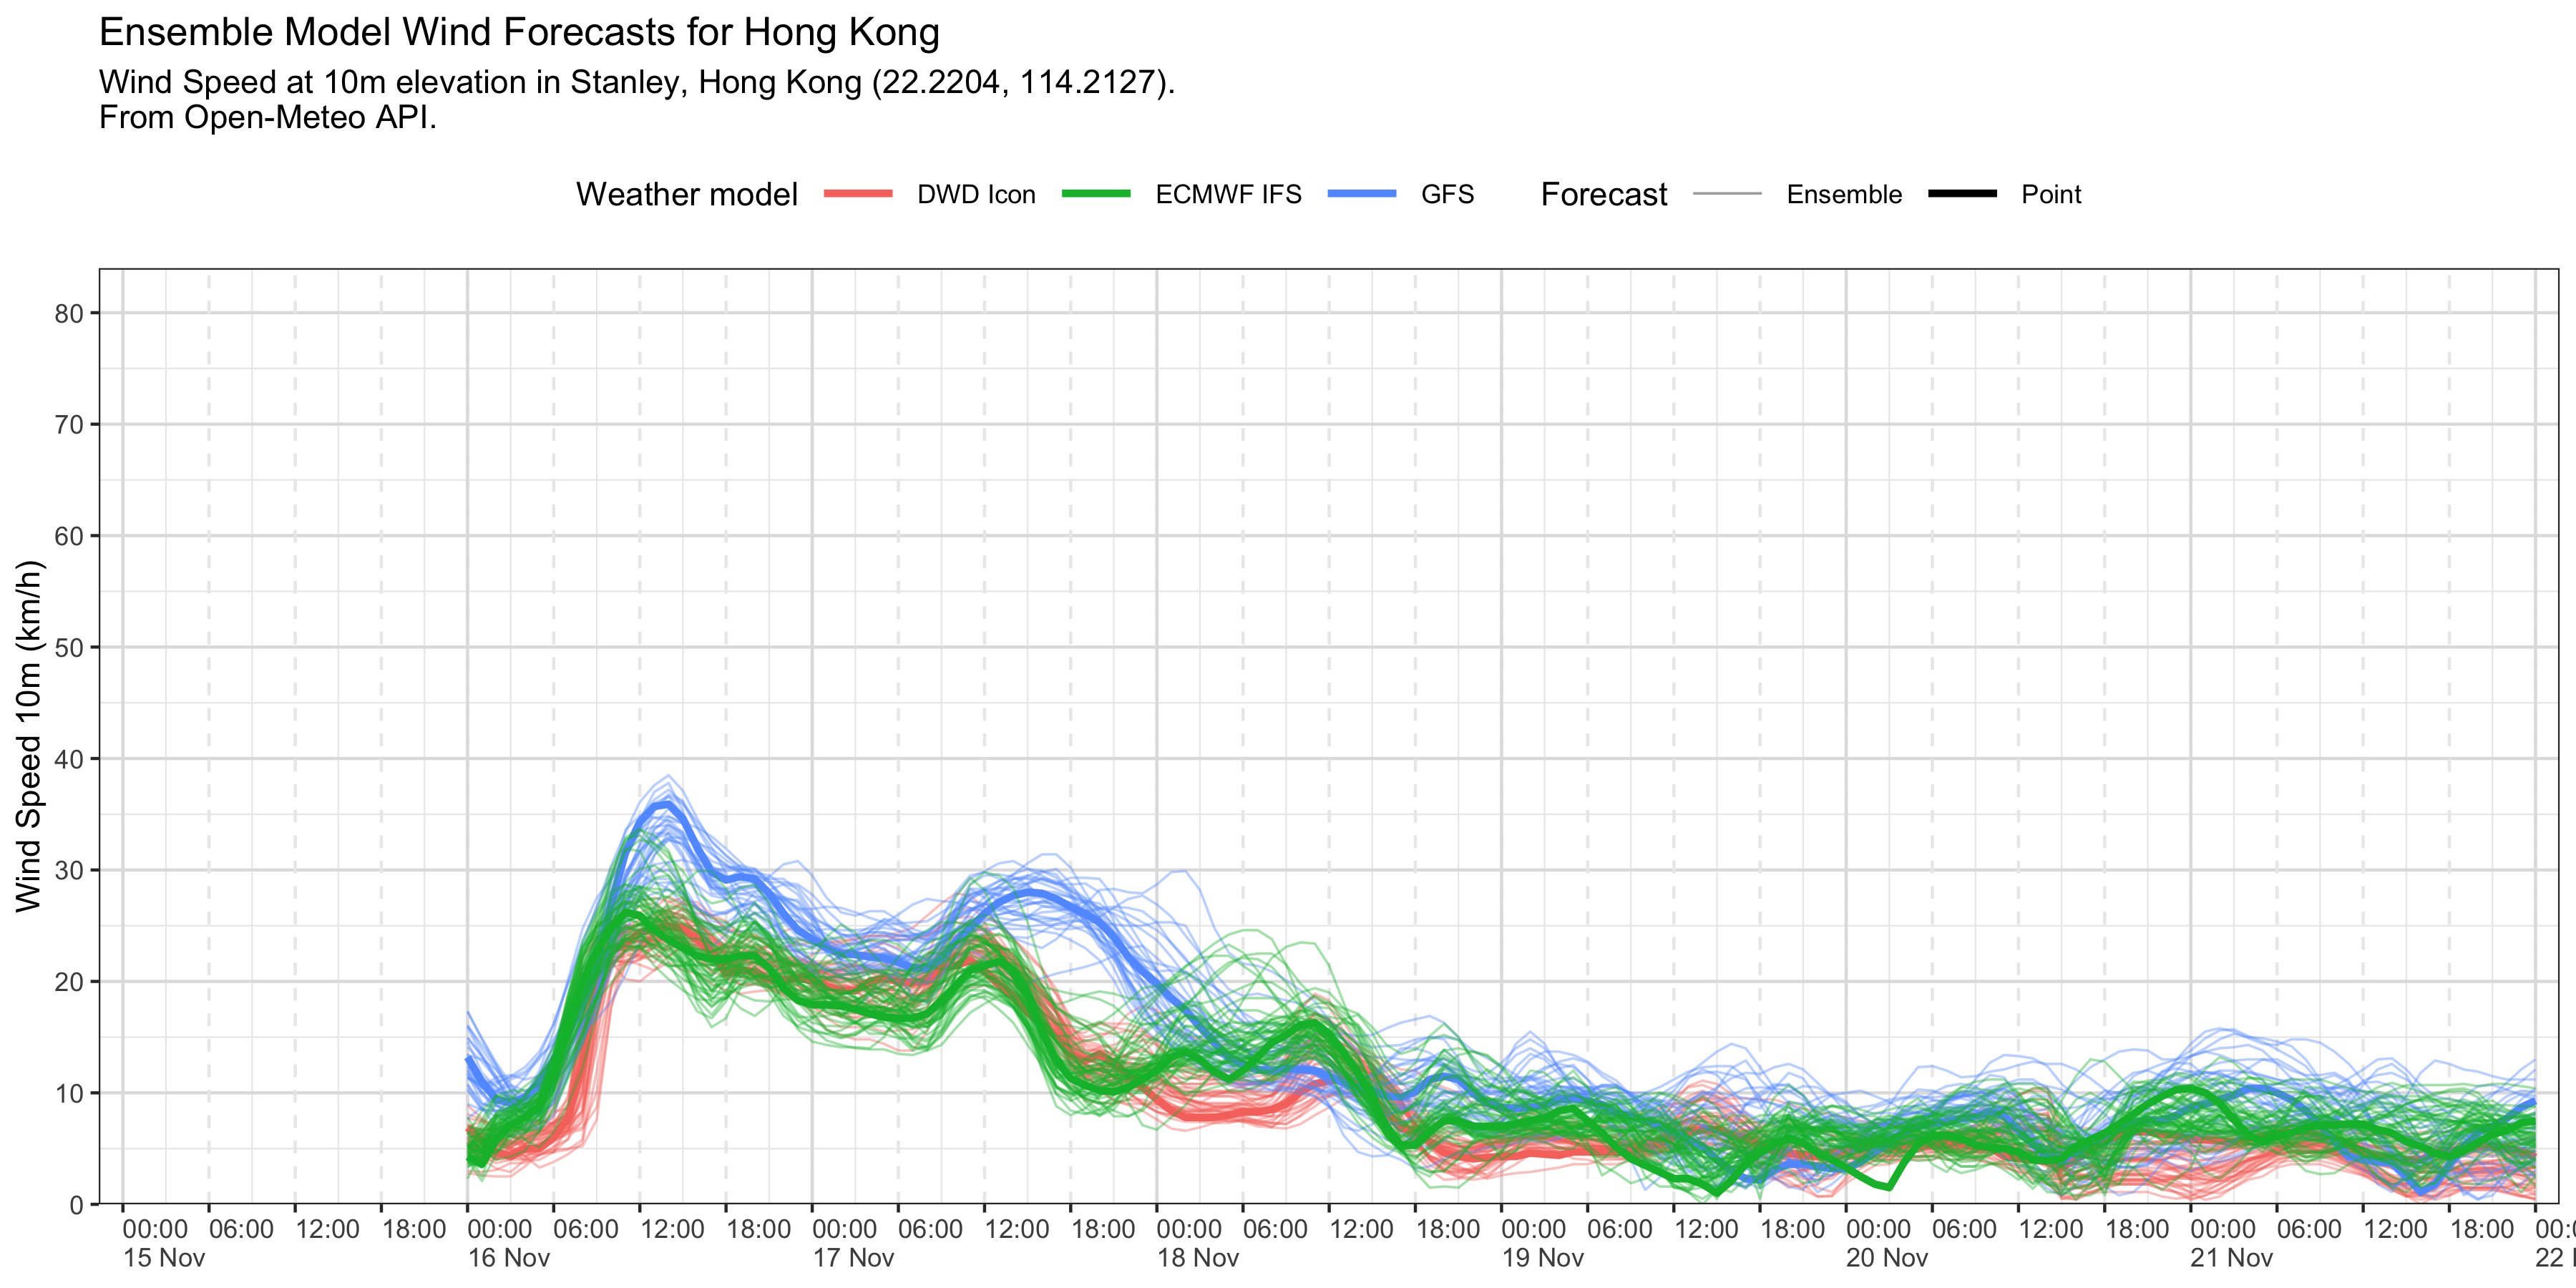 Ensemble Model Wind Forecasts for Hong Kong
Wind Speed at 10m elevation in Stanley, Hong Kong (22.2204, 114.2127).
From Open-Meteo API.
Weather model DWD Icon ECMWF IFS GFS Forecast Ensemble Point
Wind Speed 10m (km/h)
80
70
60
50
40
30
20
10
0
00:00 06:00 12:00 18:00 00:00 06:00 12:00 18:00 00:00 06:00 12:00 18:00 00:00 06:00 12:00 18:00 00:00 06:00 12:00 18:00 00:00 06:00 12:00 18:00 00:00 06:00 12:00 18:00
15 Nov 16 Nov 17 Nov 18 Nov 19 Nov 20 Nov 21 Nov 22